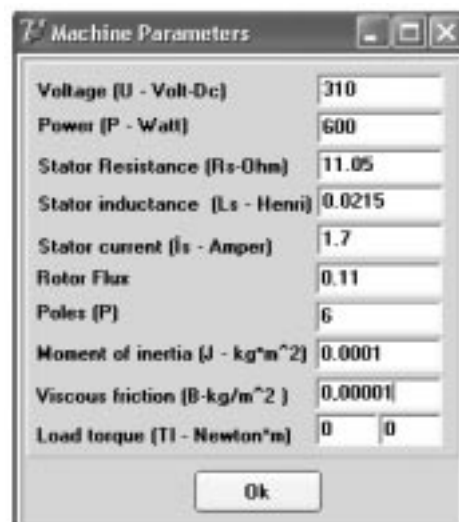 Machine Parameters
Voltage (U - Volt-Dc) 310
Power (P - Watt) 600
Stator Resistance (Rs-Ohm) 11.05
Stator inductance (Ls - Henri) 0.0215
Stator current (İs - Amper) 1.7
Rotor Flux 0.11
Poles (P) 6
Moment of inertia (J - kg*m^2) 0.0001
Viscous friction (B-kg/m^2 ) 0.00001
Load torque (Tl - Newton*m) 0 0
Ok